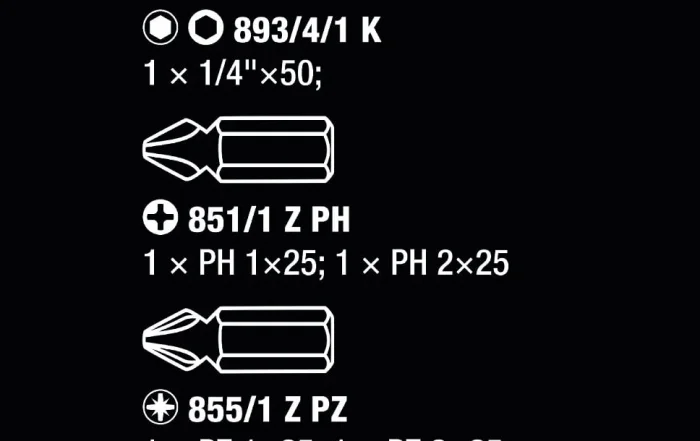 893/4/1 K
1 × 1/4"×50;
851/1 Z PH
1 × PH 1×25; 1 × PH 2×25
855/1 Z PZ